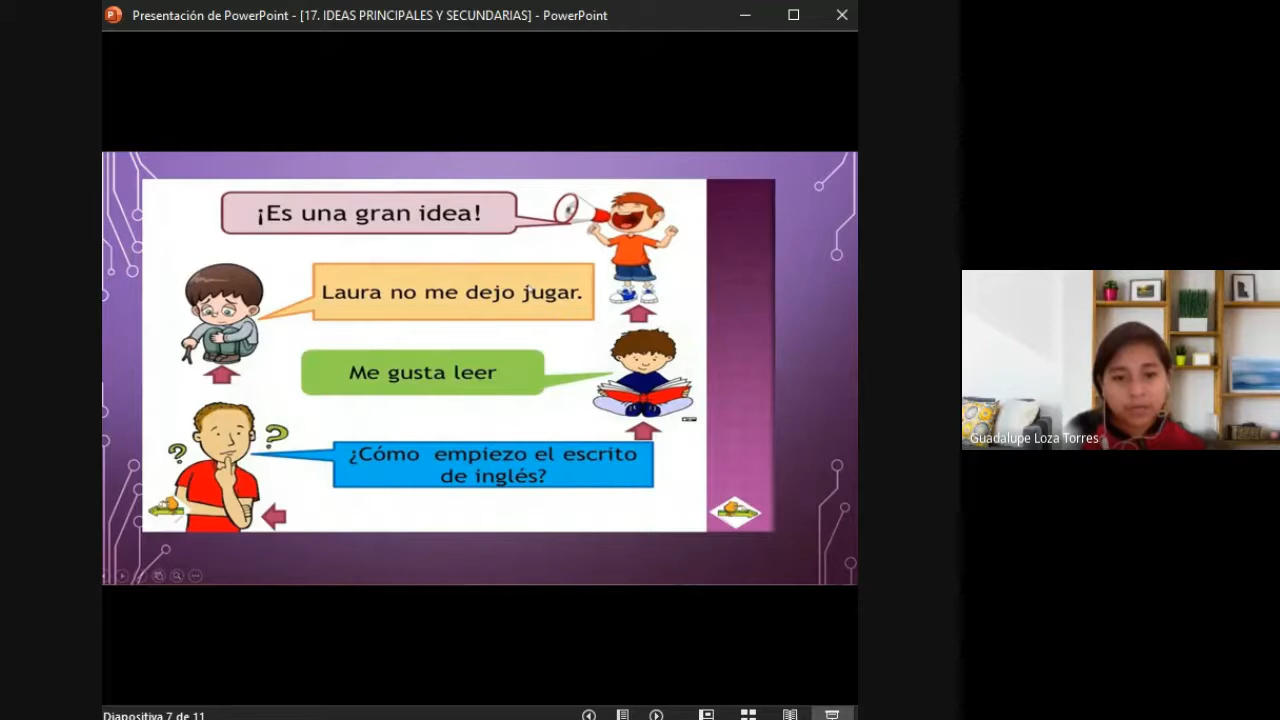 Presentación de PowerPoint - [17. IDEAS PRINCIPALES Y SECUNDARIAS] - PowerPoint
¡Es una gran idea!
Laura no me dejo jugar.
Me gusta leer
¿Cómo empiezo el escrito
de inglés?
Guadalupe Loza Torres
Diapositiva 7 de 11